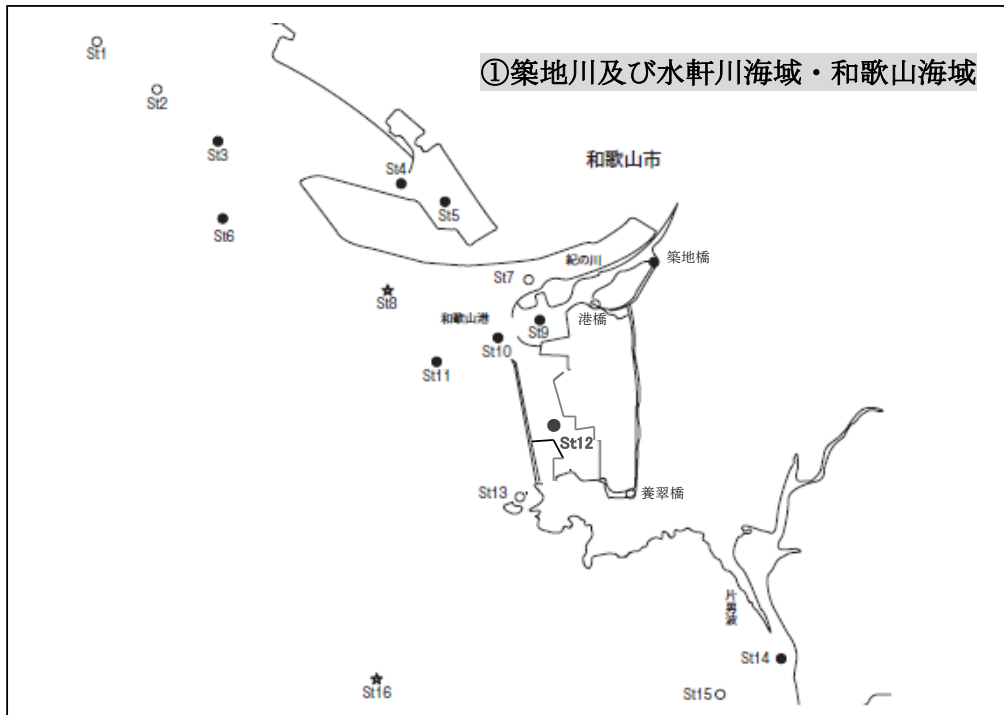 ①築地川及び水軒川海域・和歌山海域
St1
St2
St3
和歌山市
St4
St5
St6
築地橋
紀の川
St7
St8
港橋
和歌山港
St9
St10
St11
St12
St13
養翠橋
片男波
St14
St16
St15